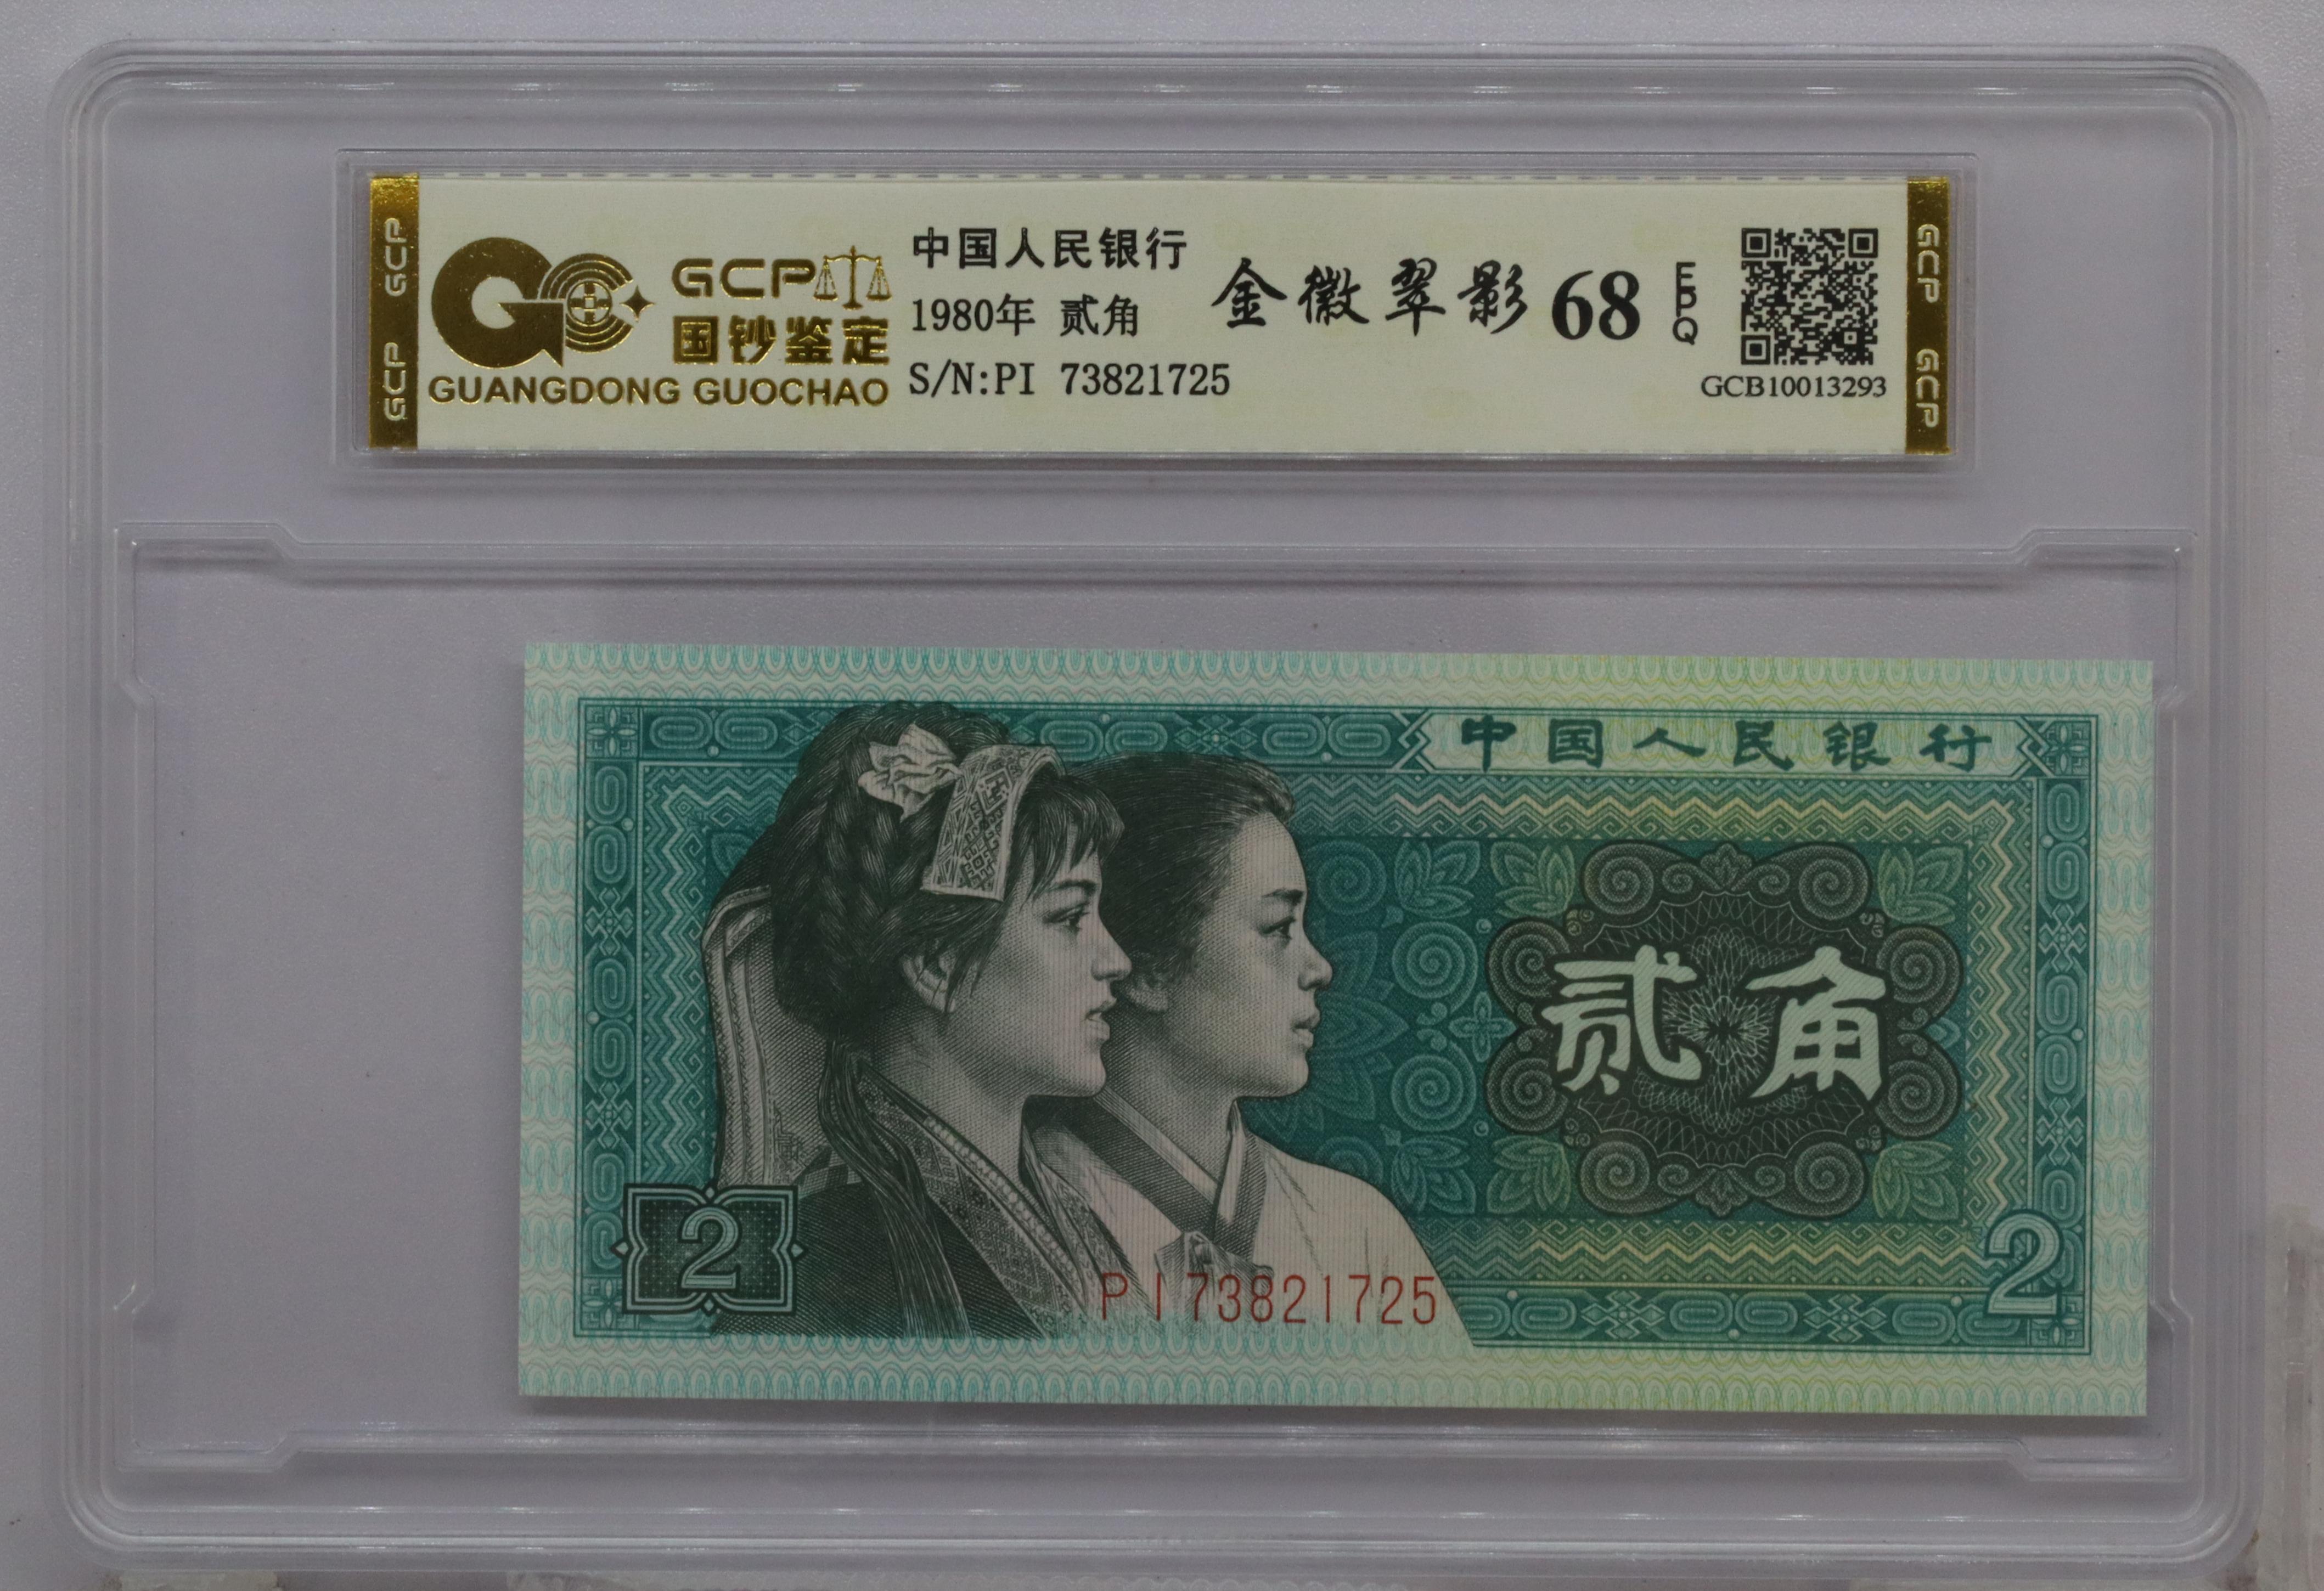 GCP
GCP
GCP
国钞鉴定
GUANGDONG GUOCHAO
中国人民银行
1980年 贰角
S/N:PI 73821725
金徽翠影 68 EPQ
GCB10013293
GCP
GCP
中国人民银行
贰角
2
PI73821725
2